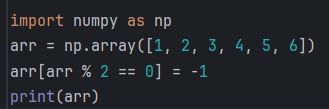 import numpy as np
arr = np.array([1, 2, 3, 4, 5, 6])
arr[arr % 2 == 0] = -1
print(arr)